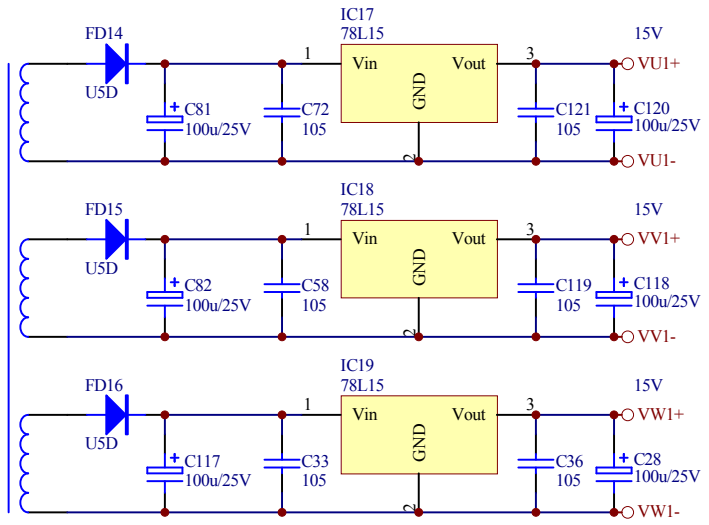 IC17
FD14
78L15
15V
1
Vin
Vout
3
VU1+
U5D
GND
C81
100u/25V
C72
105
C121
105
C120
100u/25V
2
VU1-
IC18
FD15
78L15
15V
1
Vin
Vout
3
VV1+
U5D
GND
C82
100u/25V
C58
105
C119
105
C118
100u/25V
2
VV1-
IC19
FD16
78L15
15V
1
Vin
Vout
3
VW1+
U5D
GND
C117
100u/25V
C33
105
C36
105
C28
100u/25V
2
VW1-